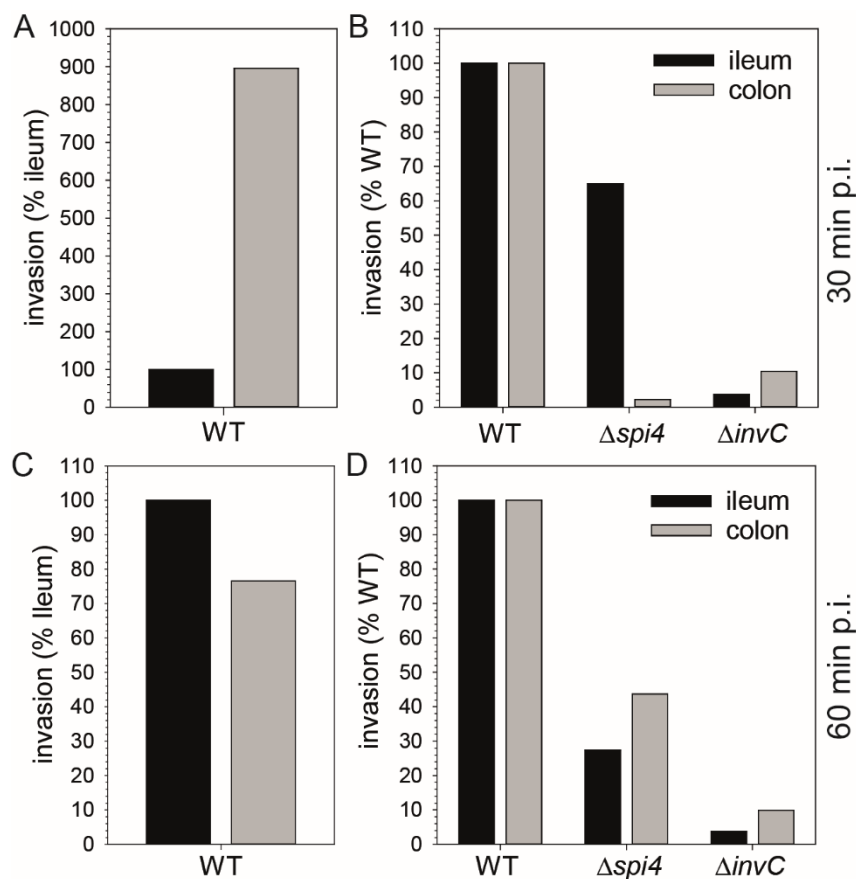 A
invasion (% ileum)
1000
900
800
700
600
500
400
300
200
100
0
WT
B
invasion (% WT)
110
100
90
80
70
60
50
40
30
20
10
0
ileum
colon
WT
Δspi4
ΔinvC
30 min p.i.
C
invasion (% Ileum)
110
100
90
80
70
60
50
40
30
20
10
0
WT
D
invasion (% WT)
110
100
90
80
70
60
50
40
30
20
10
0
ileum
colon
WT
Δspi4
ΔinvC
60 min p.i.